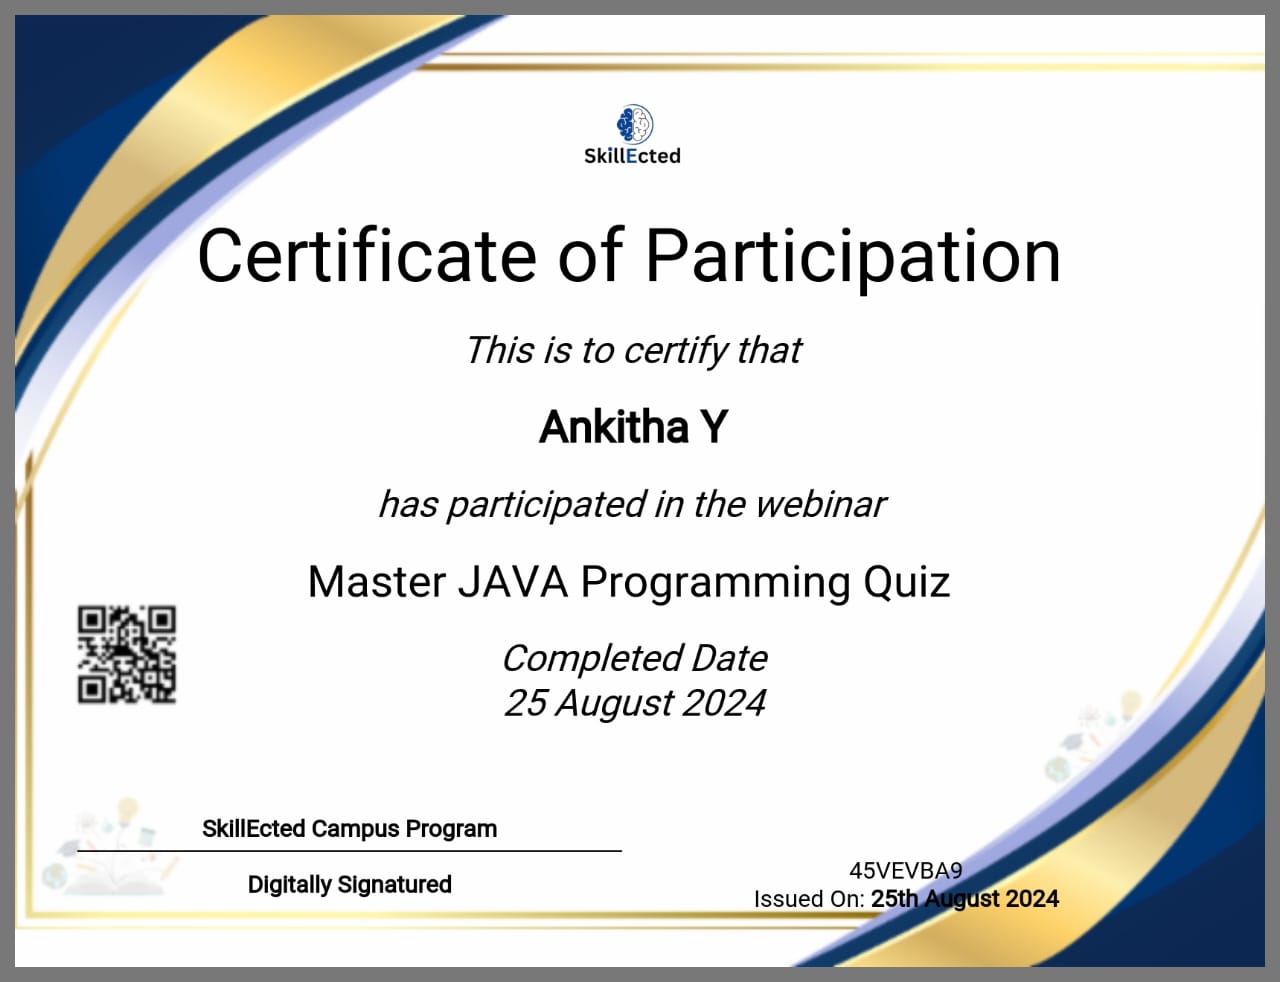 SkillEcted
Certificate of Participation
This is to certify that
Ankitha Y
has participated in the webinar
Master JAVA Programming Quiz
Completed Date
25 August 2024
SkillEcted Campus Program
Digitally Signatured
45VEVBA9
Issued On: 25th August 2024